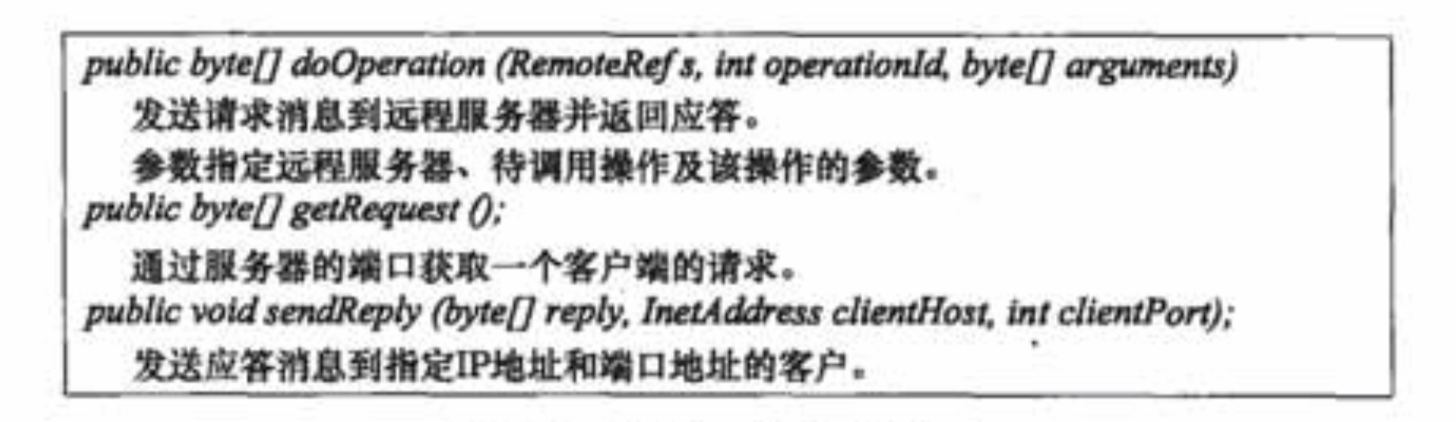 public byte[] doOperation (RemoteRef s, int operationId, byte[] arguments)
发送请求消息到远程服务器并返回应答。
参数指定远程服务器、待调用操作及该操作的参数。
public byte[] getRequest ();
通过服务器的端口获取一个客户端的请求。
public void sendReply (byte[] reply, InetAddress clientHost, int clientPort);
发送应答消息到指定IP地址和端口地址的客户。